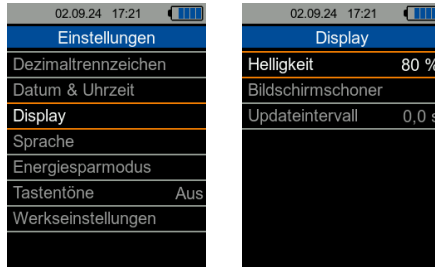 02.09.24 17:21
Einstellungen
Dezimaltrennzeichen
Datum & Uhrzeit
Display
Sprache
Energiesparmodus
Tastentöne Aus
Werkseinstellungen
02.09.24 17:21
Display
Helligkeit 80 %
Bildschirmschoner
Updateintervall 0,0 s